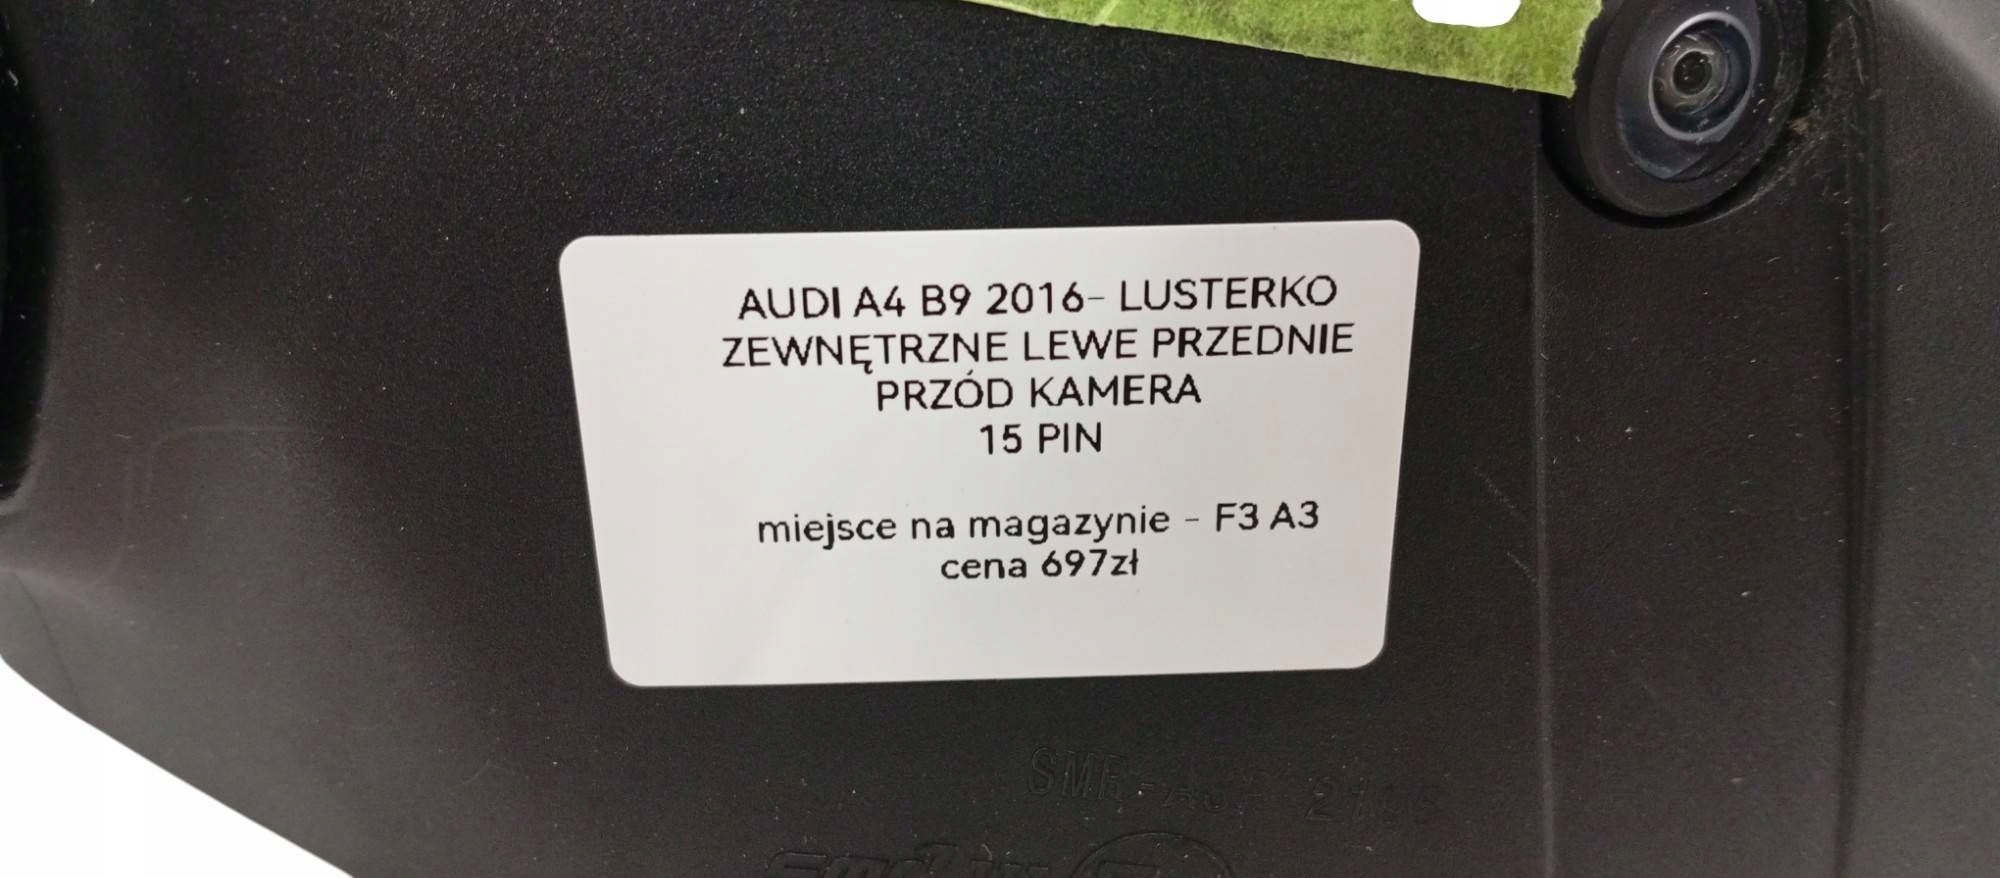 AUDI A4 B9 2016- LUSTERKO
ZEWNĘTRZNE LEWE PRZEDNIE
PRZÓD KAMERA
15 PIN
miejsce na magazynie - F3 A3
cena 697zł